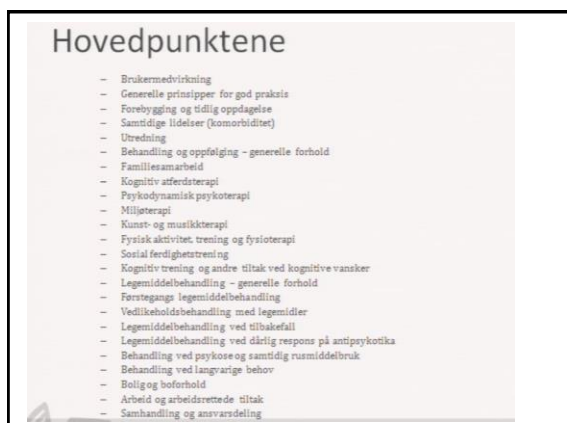 Hovedpunktene
– Brukermedvirkning
– Generelle prinsipper for god praksis
– Forebygging og tidlig oppdagelse
– Samtidige lidelser (komorbiditet)
– Utredning
– Behandling og oppfølging – generelle forhold
– Familiesamarbeid
– Kognitiv atferdsterapi
– Psykodynamisk psykoterapi
– Miljøterapi
– Kunst- og musikkterapi
– Fysisk aktivitet, trening og fysioterapi
– Sosial ferdighetstrening
– Kognitiv trening og andre tiltak ved kognitive vansker
– Legemiddelbehandling – generelle forhold
– Førstegangs legemiddelbehandling
– Vedlikeholdsbehandling med legemidler
– Legemiddelbehandling ved tilbakefall
– Legemiddelbehandling ved dårlig respons på antipsykotika
– Behandling ved psykose og samtidig rusmiddelbruk
– Behandling ved langvarige behov
– Bolig og boforhold
– Arbeid og arbeidsrettede tiltak
– Samhandling og ansvarsdeling